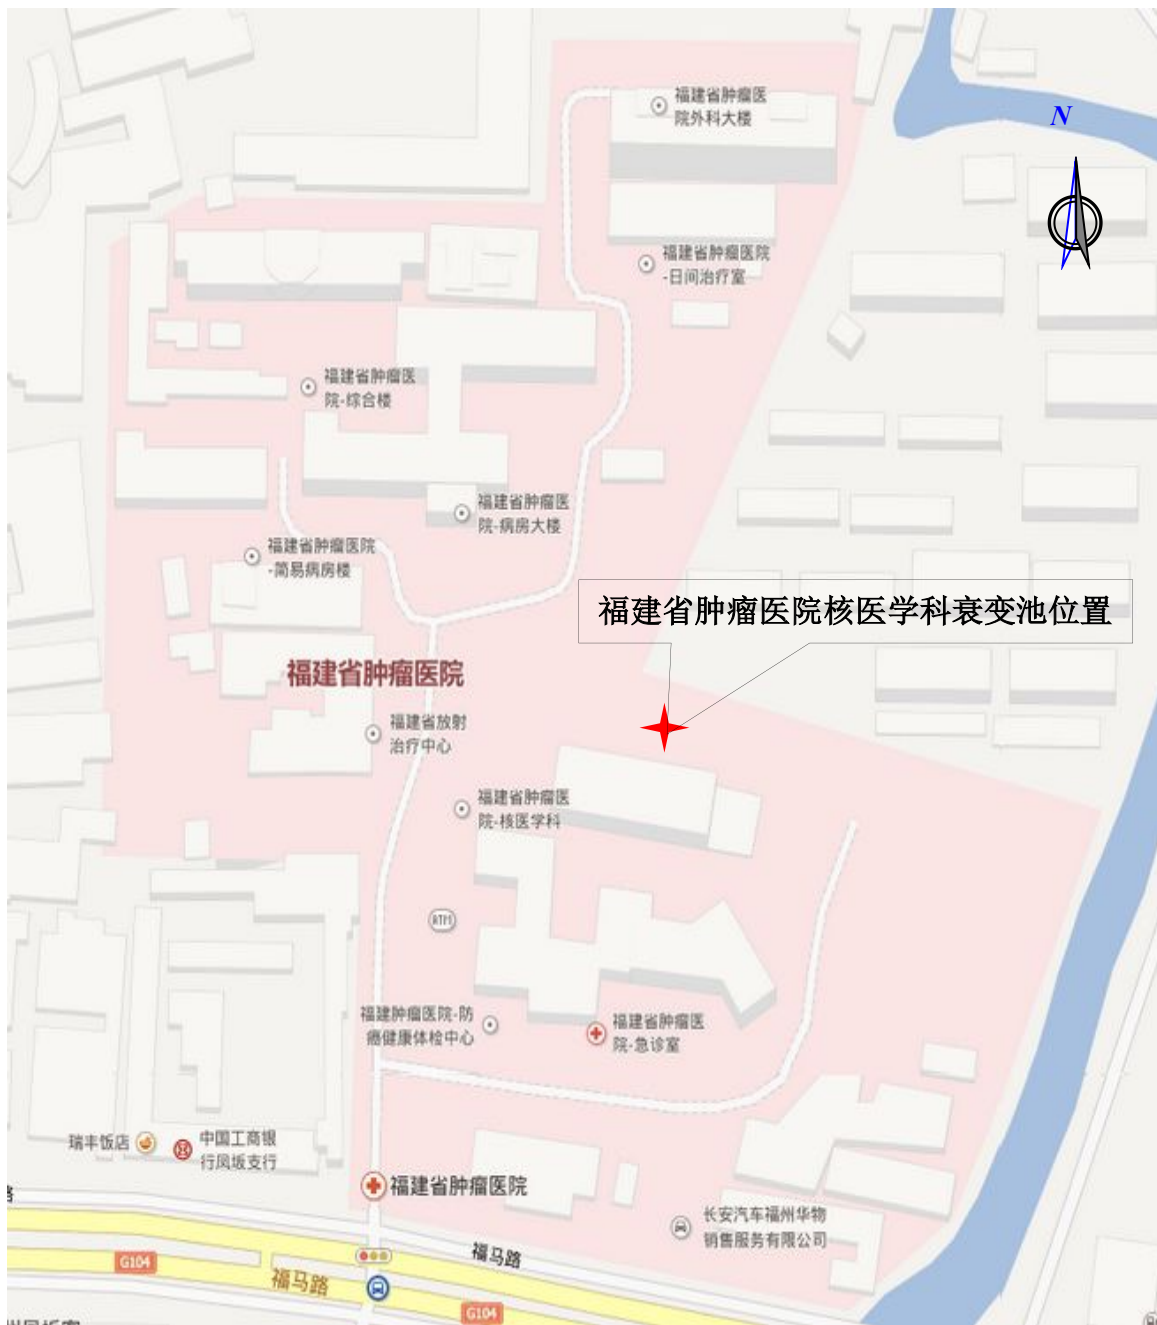 福建省肿瘤医
院外科大楼
N
福建省肿瘤医院
-日间治疗室
福建省肿瘤医
院-综合楼
福建省肿瘤医
院-病房大楼
福建省肿瘤医院
-简易病房楼
福建省肿瘤医院核医学科衰变池位置
福建省肿瘤医院
福建省放射
治疗中心
福建省肿瘤医
院-核医学科
ATM
福建肿瘤医院-防
癌健康体检中心
福建省肿瘤医
院-急诊室
瑞丰饭店
中国工商银
行凤坂支行
福建省肿瘤医院
路
长安汽车福州华物
销售服务有限公司
福马路
G104
福马路
G104